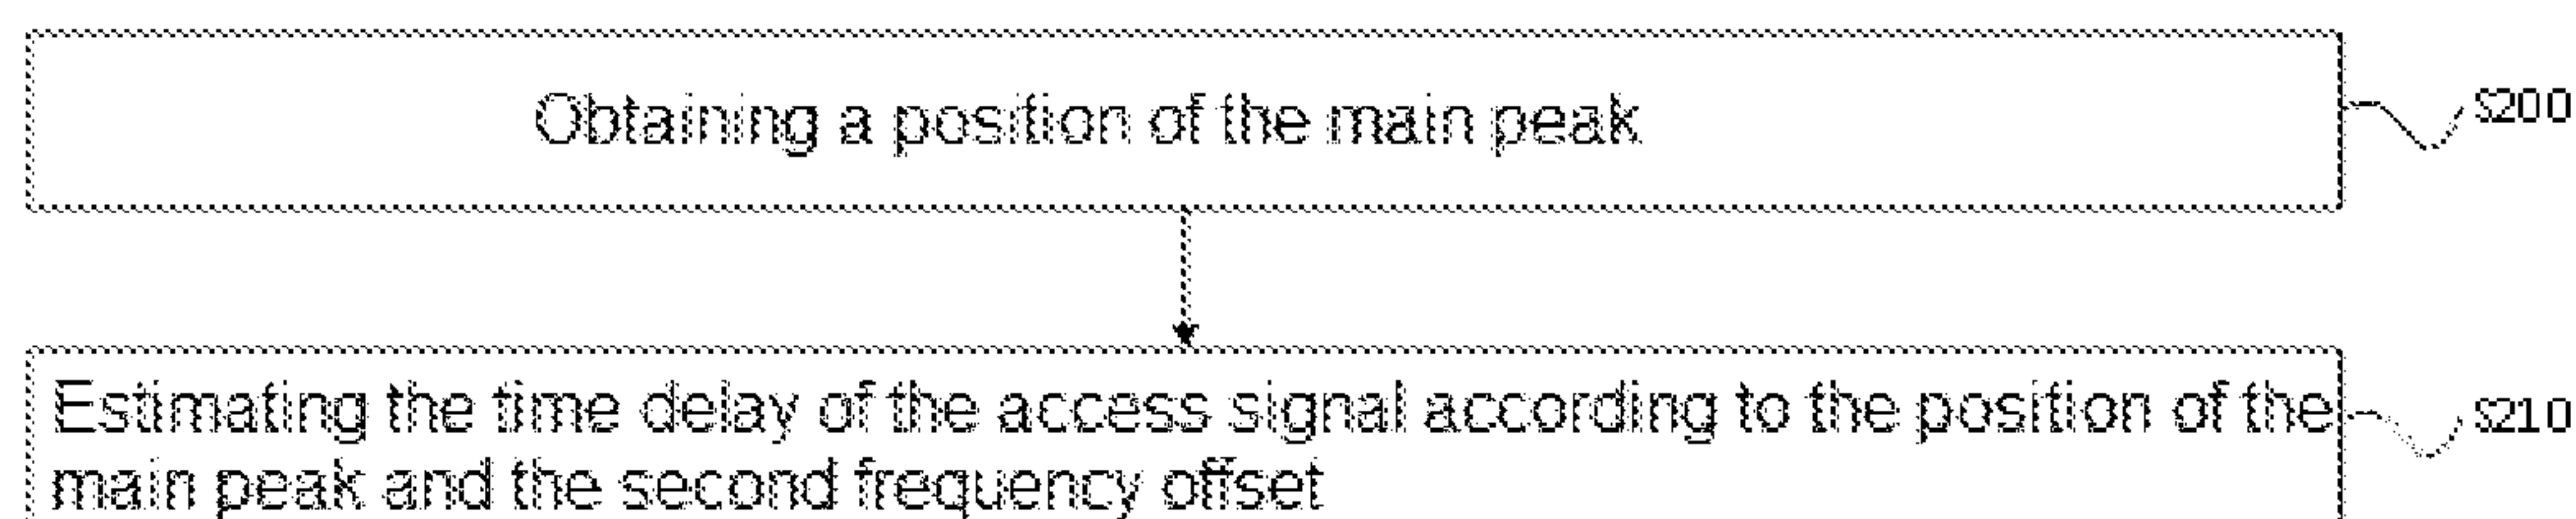 Obtaining a position of the main peak
S200
Estimating the time delay of the access signal according to the position of the
main peak and the second frequency offset
S210